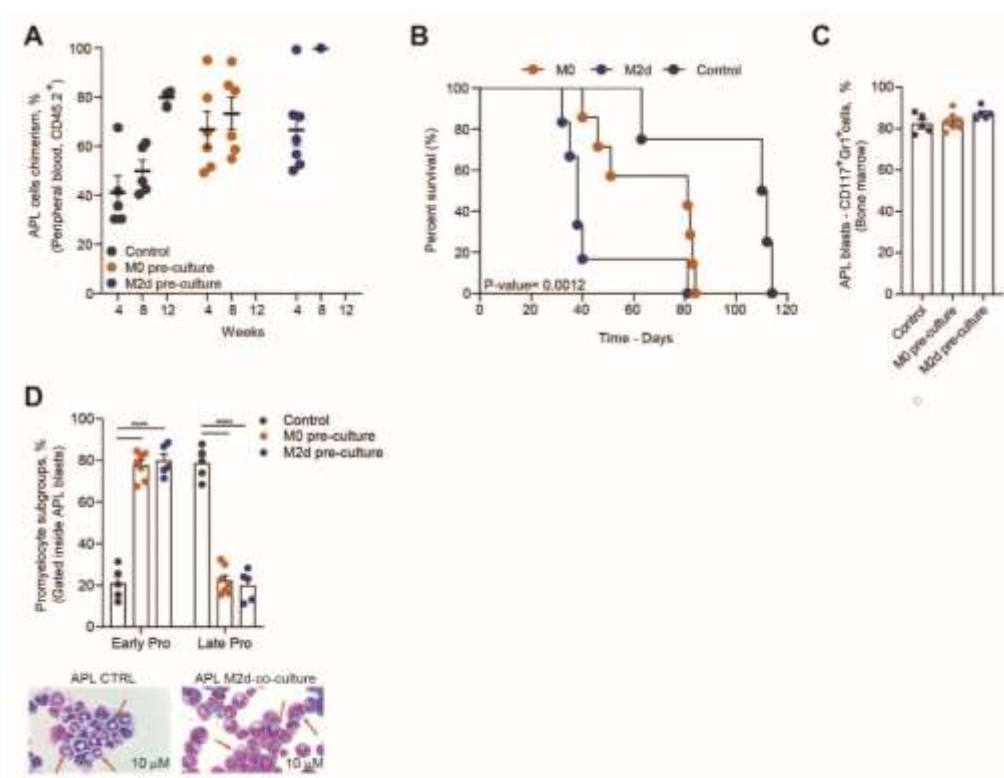 A
APL cells chimerism, %
(Peripheral blood, CD45.2+)
100
80
60
40
20
0
Control
M0 pre-culture
M2d pre-culture
4 8 12 4 8 12 4 8 12
Weeks
B
M0 M2d Control
Percent survival (%)
100
80
60
40
20
0
P-value= 0.0012
0 20 40 60 80 100 120
Time - Days
C
APL blasts - CD117+Gr1+cells, %
(Bone marrow)
100
80
60
40
20
0
Control
M0 pre-culture
M2d pre-culture
D
Promyelocyte subgroups, %
(Gated inside APL blasts)
100
80
60
40
20
0
Control
M0 pre-culture
M2d pre-culture
Early Pro Late Pro
APL CTRL
10 µM
APL M2d-co-culture
10 µM